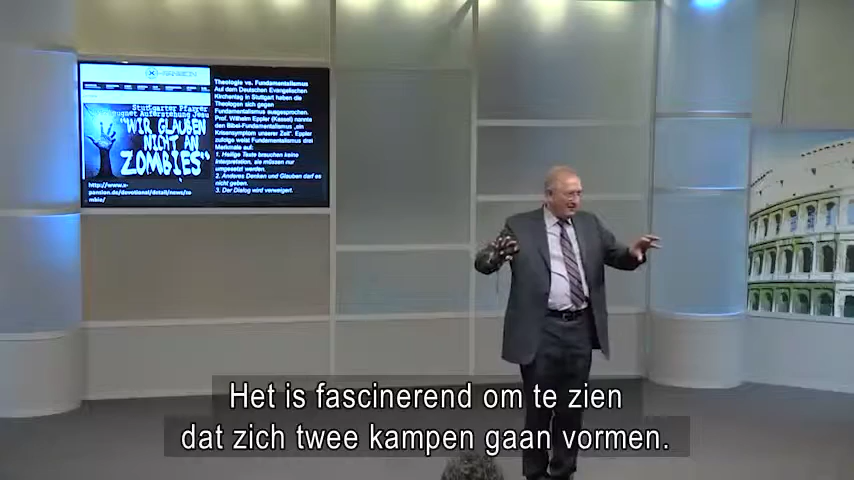 X-PANSION
Stuttgarter Pfarrer
leugnet Auferstehung Jesu
"WIR GLAUBEN
NICHT AN
ZOMBIES"
http://www.x-
pansion.de/devotional/detail/news/zo
mbie/
Theologie vs. Fundamentalismus
Auf dem Deutschen Evangelischen
Kirchentag in Stuttgart haben die
Theologen sich gegen
Fundamentalismus ausgesprochen.
Prof. Wilhelm Eppler (Kassel) nannte
den Bibel-Fundamentalismus „ein
Krisensymptom unserer Zeit". Eppler
zufolge weist Fundamentalismus drei
Merkmale auf:
1. Heilige Texte brauchen keine
Interpretation, sie müssen nur
umgesetzt werden.
2. Anderes Denken und Glauben darf es
nicht geben.
3. Der Dialog wird verweigert.
Het is fascinerend om te zien
dat zich twee kampen gaan vormen.